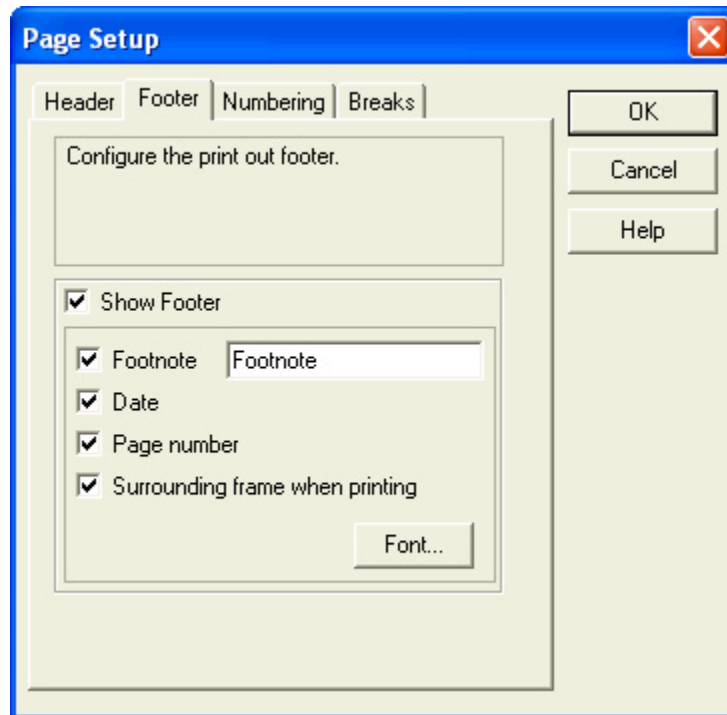 Page Setup
Header Footer Numbering Breaks
OK
Configure the print out footer.
Cancel
Help
Show Footer
Footnote Footnote
Date
Page number
Surrounding frame when printing
Font...